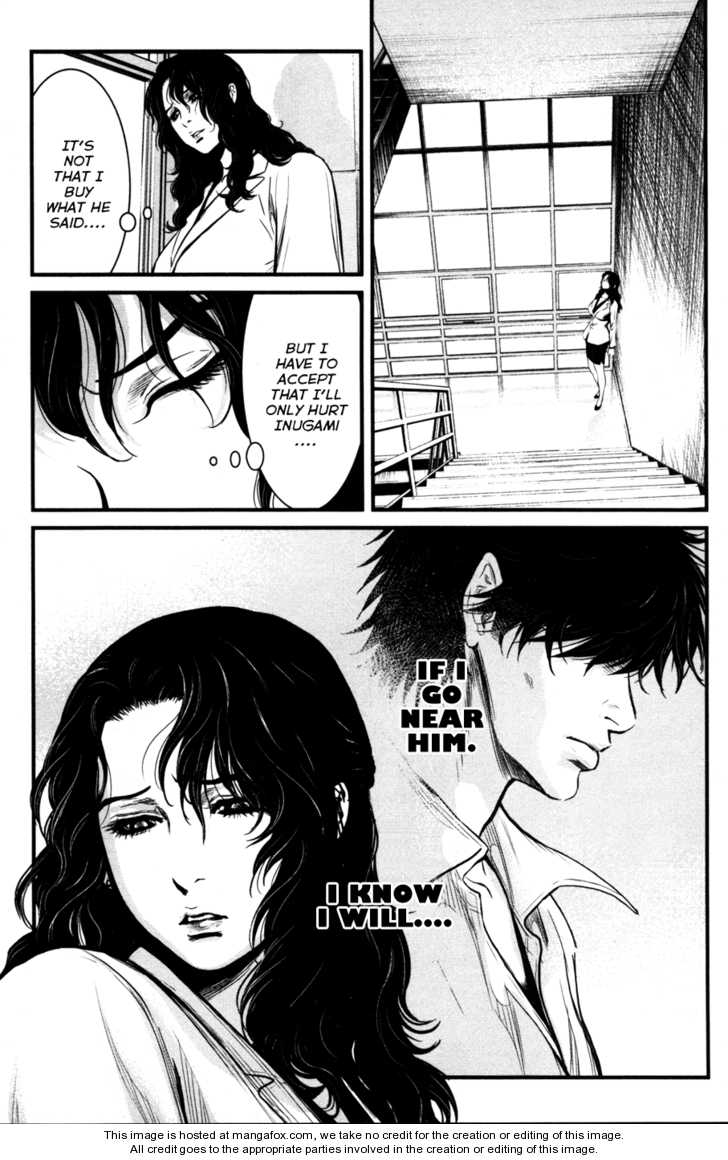 IT'S
NOT
THAT I
BUY
WHAT HE
SAID....
BUT I
HAVE TO
ACCEPT
THAT I'LL
ONLY HURT
INUGAMI
....
IF I
GO
NEAR
HIM.
I KNOW
I WILL....
This image is hosted at mangafox.com, we take no credit for the creation or editing of this image.
All credit goes to the appropriate parties involved in the creation or editing of this image.